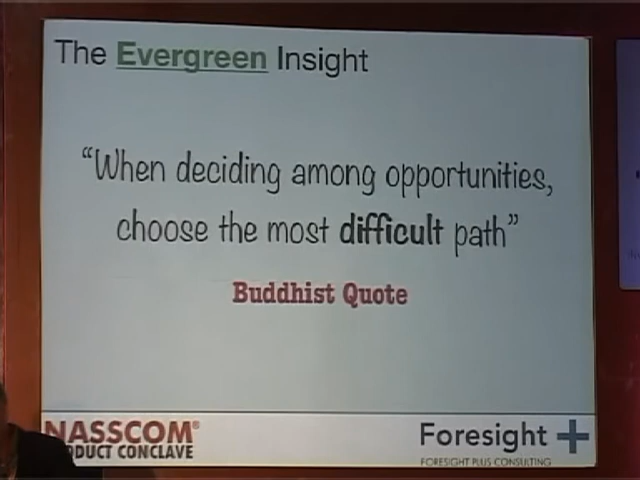 The Evergreen Insight
“When deciding among opportunities,
choose the most difficult path”
Buddhist Quote
NASSCOM®
DUCT CONCLAVE
Foresight +
FORESIGHT PLUS CONSULTING